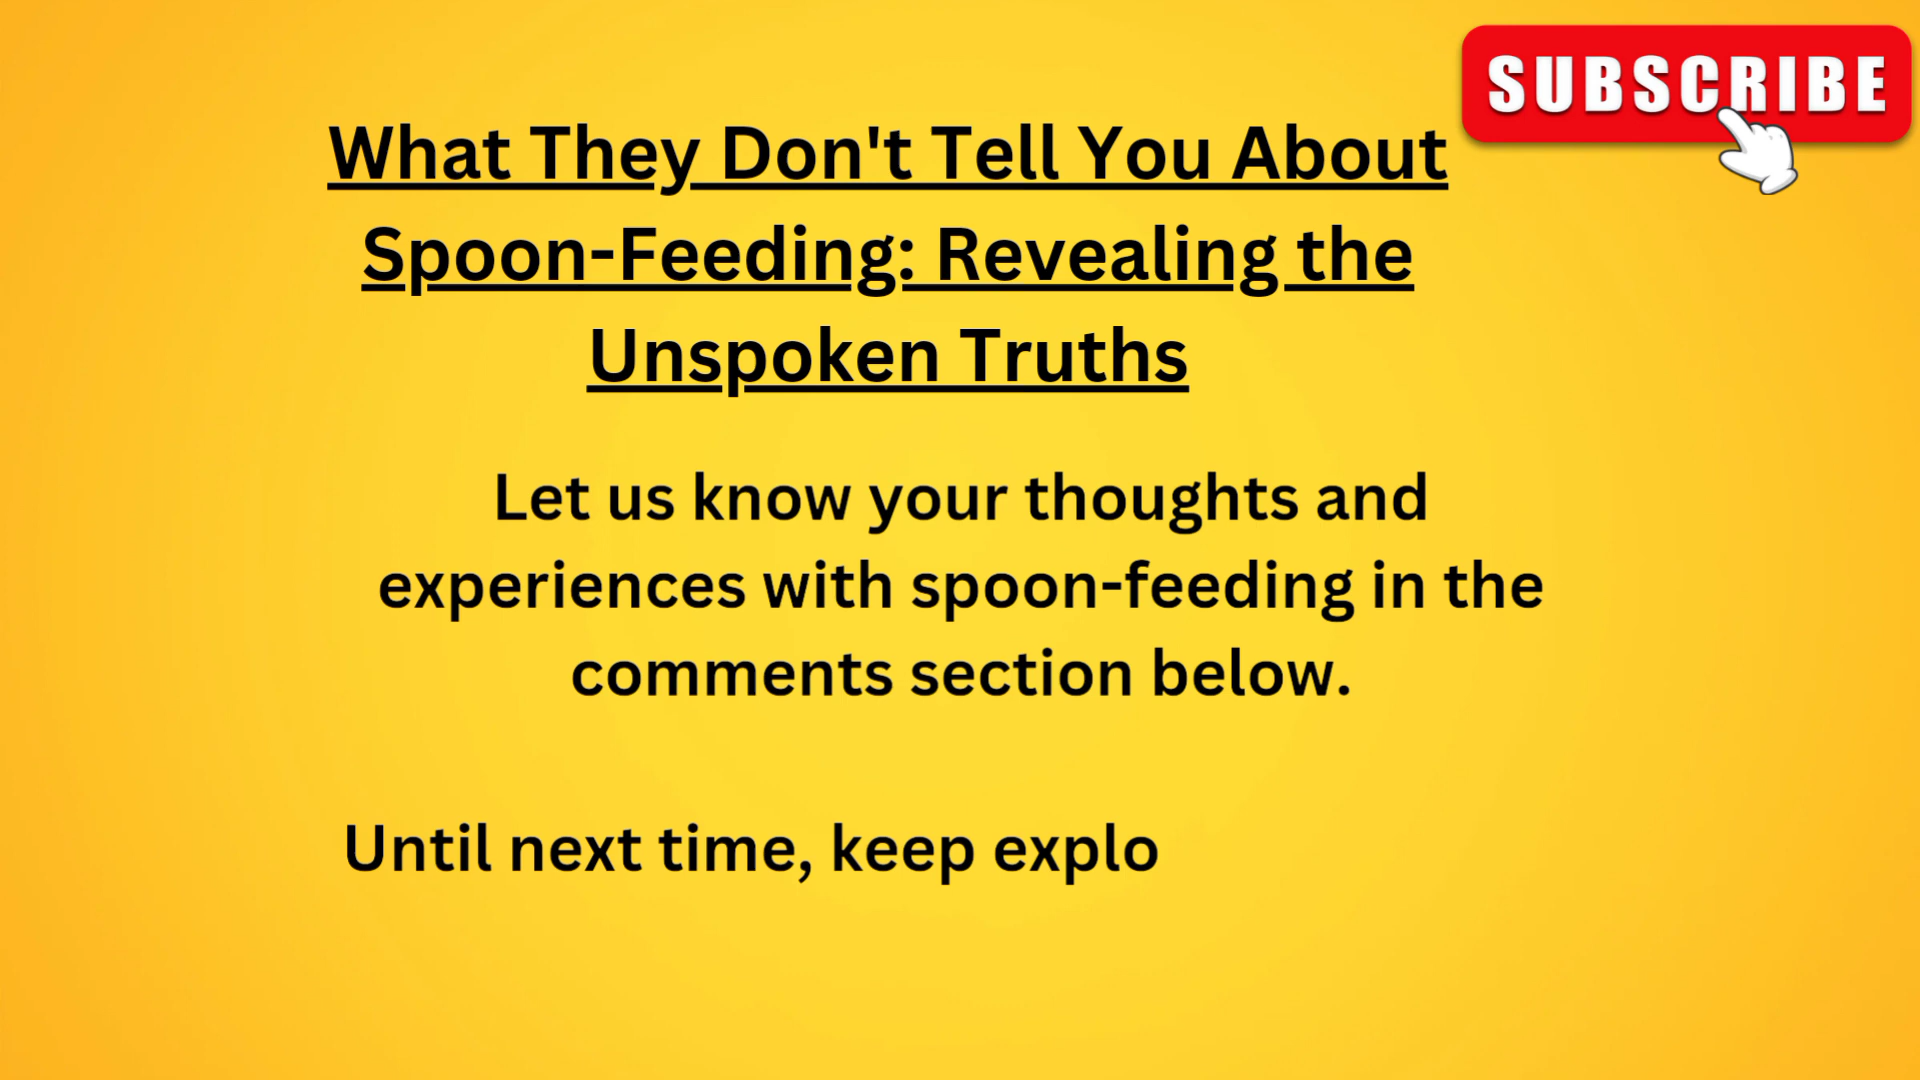 SUBSCRIBE
What They Don't Tell You About
Spoon-Feeding: Revealing the
Unspoken Truths
Let us know your thoughts and
experiences with spoon-feeding in the
comments section below.
Until next time, keep explo